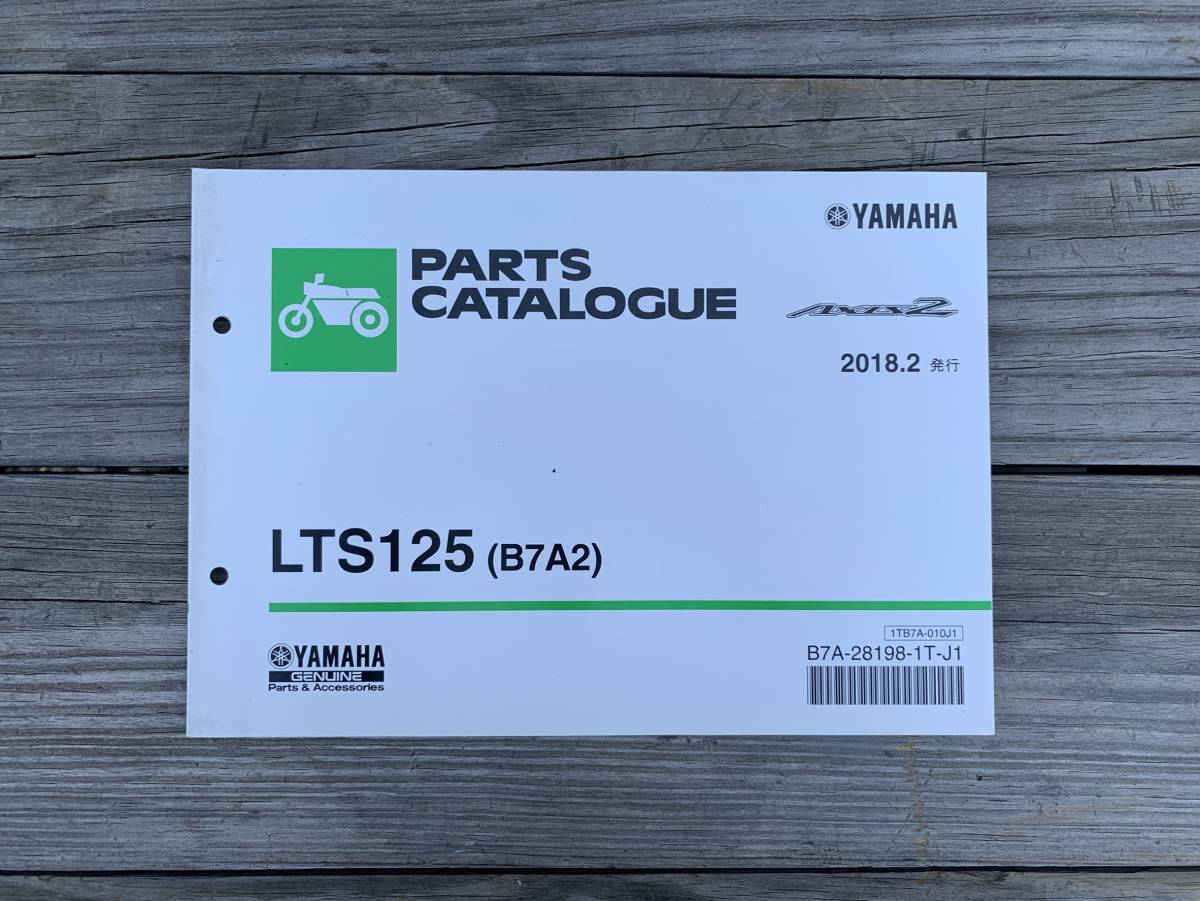 YAMAHA
PARTS
CATALOGUE
AXIS Z
2018.2 発行
LTS125 (B7A2)
YAMAHA
GENUINE
Parts & Accessories
1TB7A-010J1
B7A-28198-1T-J1